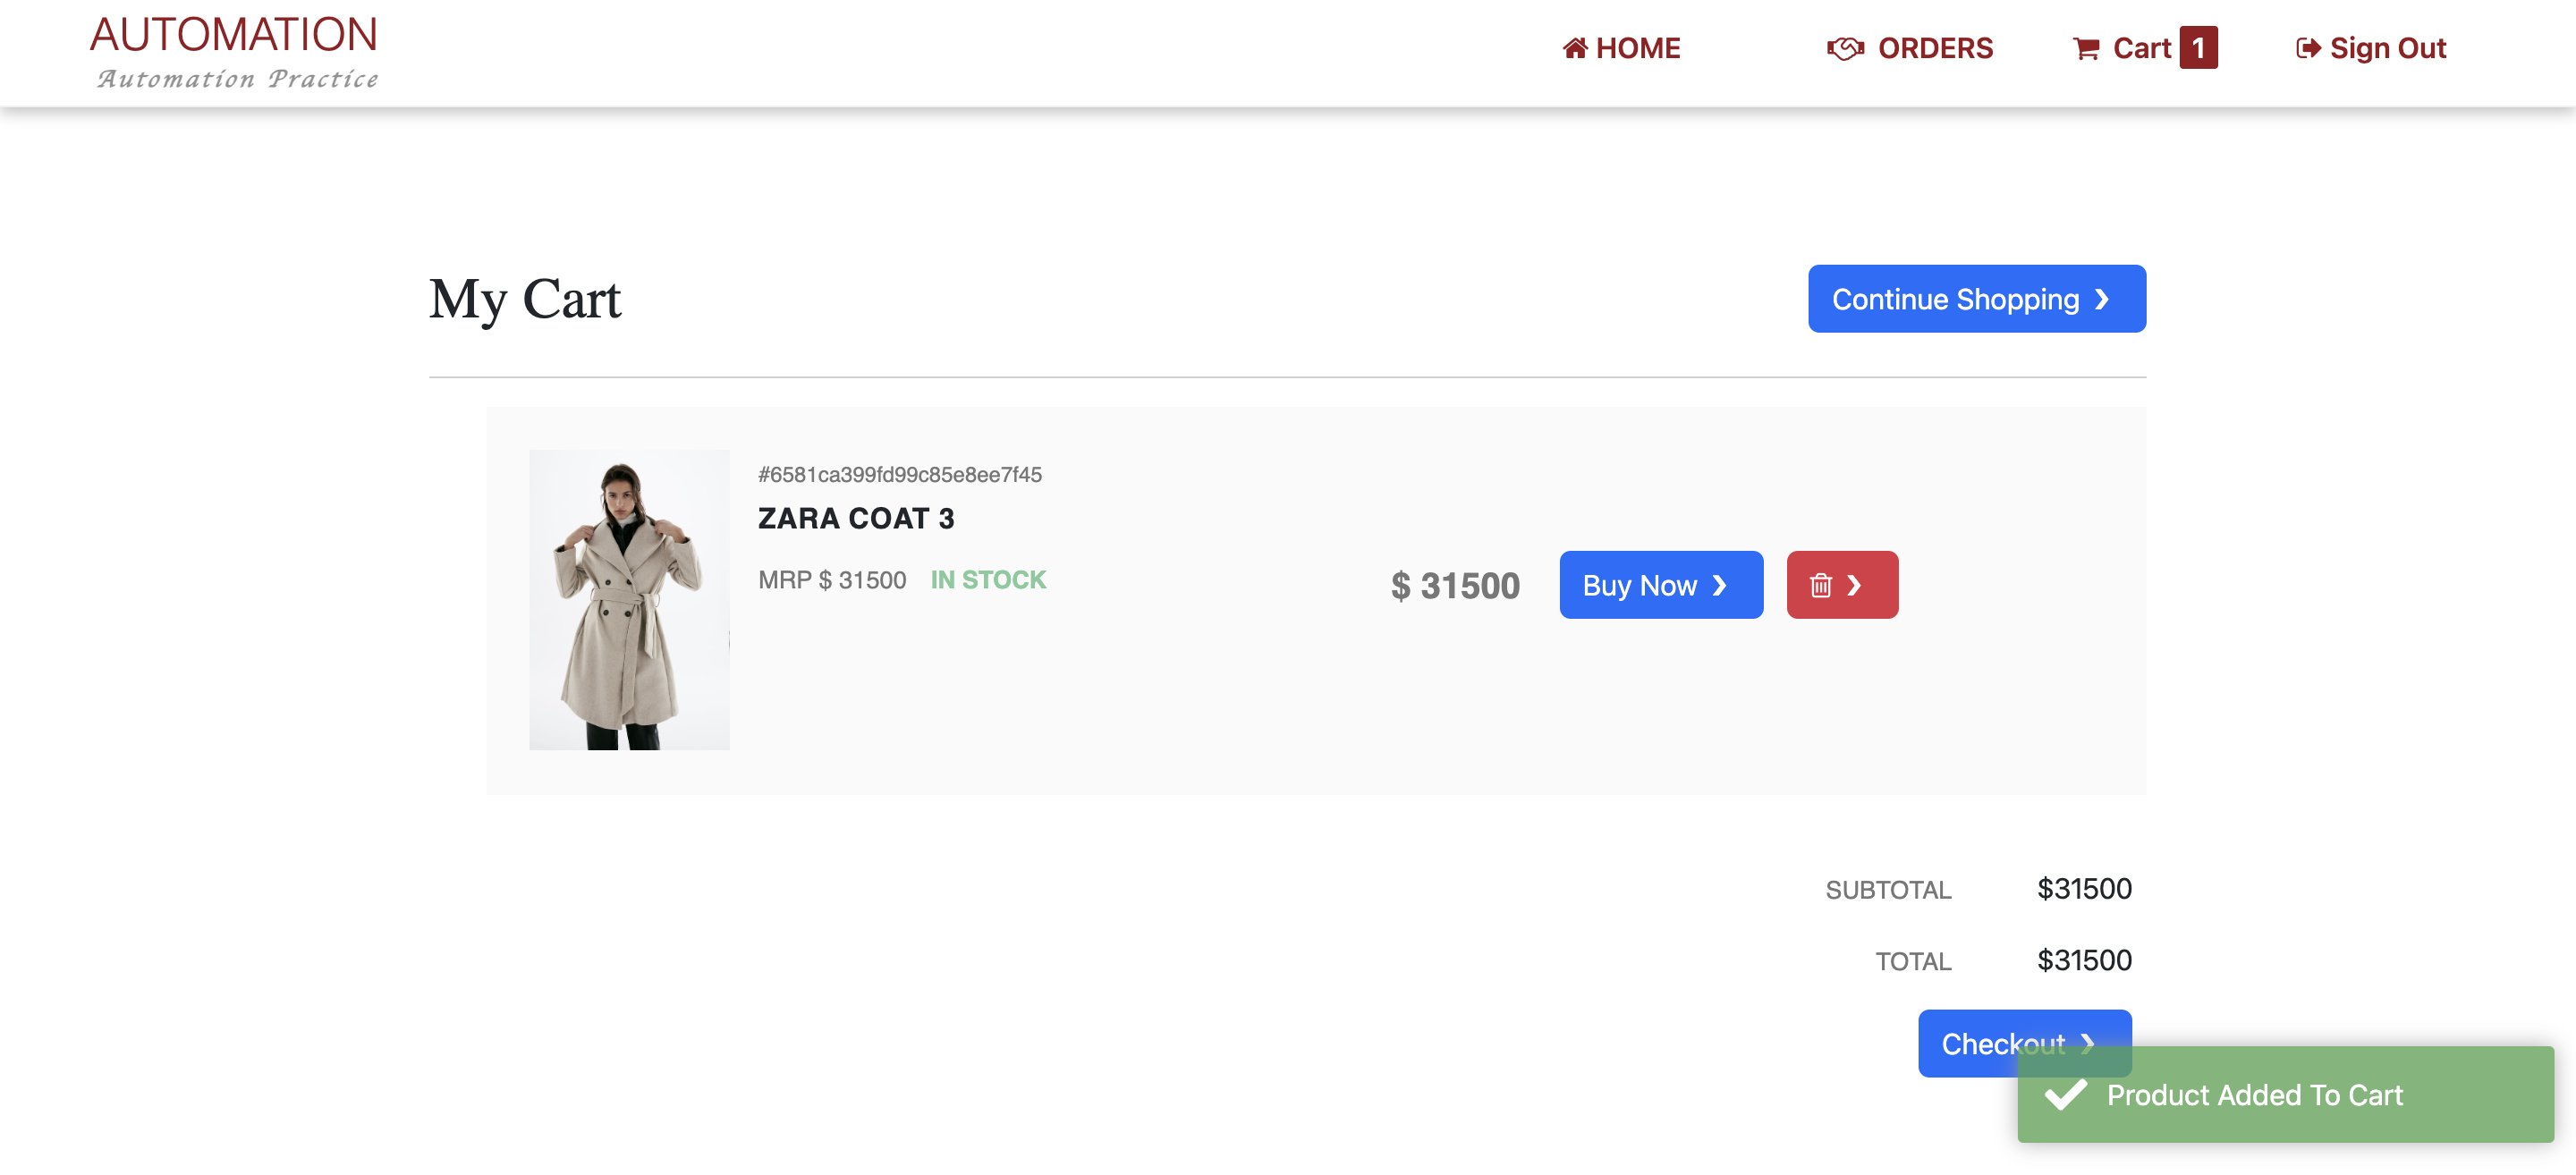 AUTOMATION
Automation Practice
HOME
ORDERS
Cart 1
Sign Out
My Cart
Continue Shopping ❯
#6581ca399fd99c85e8ee7f45
ZARA COAT 3
MRP $ 31500 IN STOCK
$ 31500
Buy Now ❯
❯
SUBTOTAL $31500
TOTAL $31500
Checkout ❯
Product Added To Cart